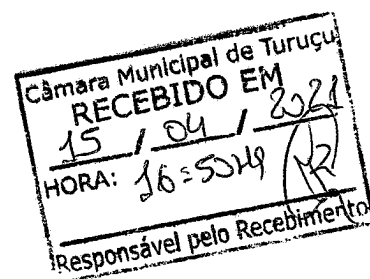 Câmara Municipal de Turuçu
RECEBIDO EM
15 / 04 / 2021
HORA: 16:50H
Responsável pelo Recebimento